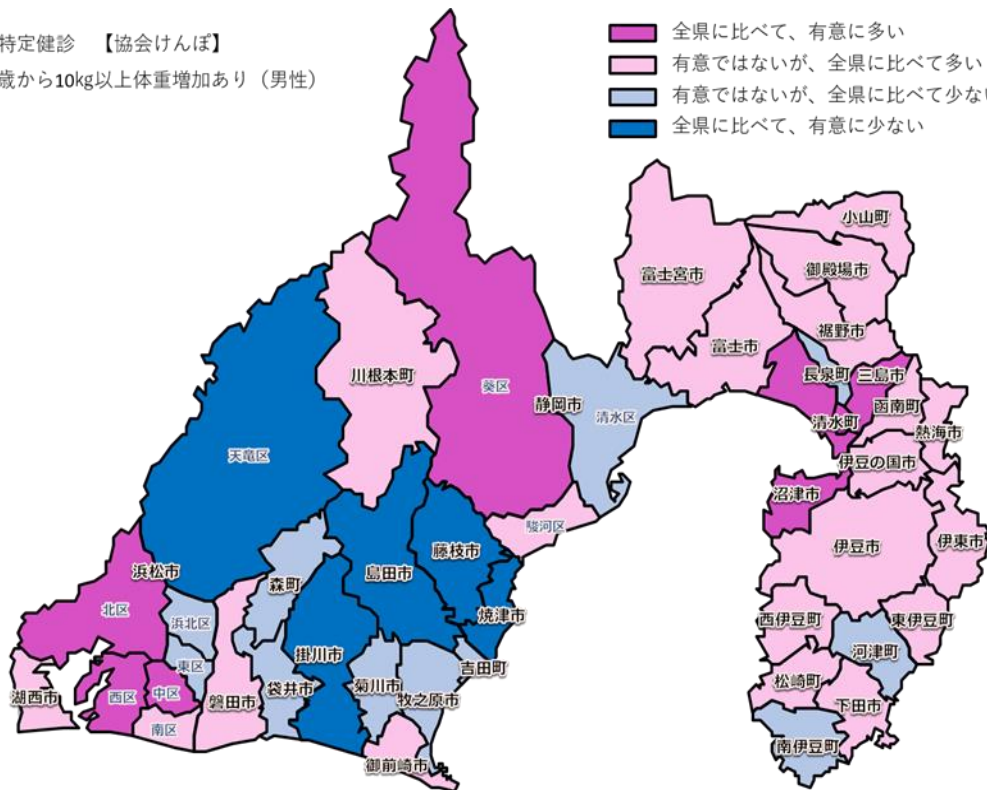 特定健診 【協会けんぽ】
歳から10kg以上体重増加あり（男性）
全県に比べて、有意に多い
有意ではないが、全県に比べて多い
有意ではないが、全県に比べて少ない
全県に比べて、有意に少ない
小山町
富士宮市
御殿場市
裾野市
富士市
長泉町
三島市
川根本町
葵区
静岡市
清水区
函南町
清水町
熱海市
天竜区
伊豆の国市
沼津市
駿河区
伊東市
伊豆市
藤枝市
島田市
浜松市
森町
北区
焼津市
西伊豆町
東伊豆町
浜北区
河津町
掛川市
東区
吉田町
菊川市
袋井市
松崎町
湖西市
西区
中区
磐田市
牧之原市
下田市
南区
南伊豆町
御前崎市